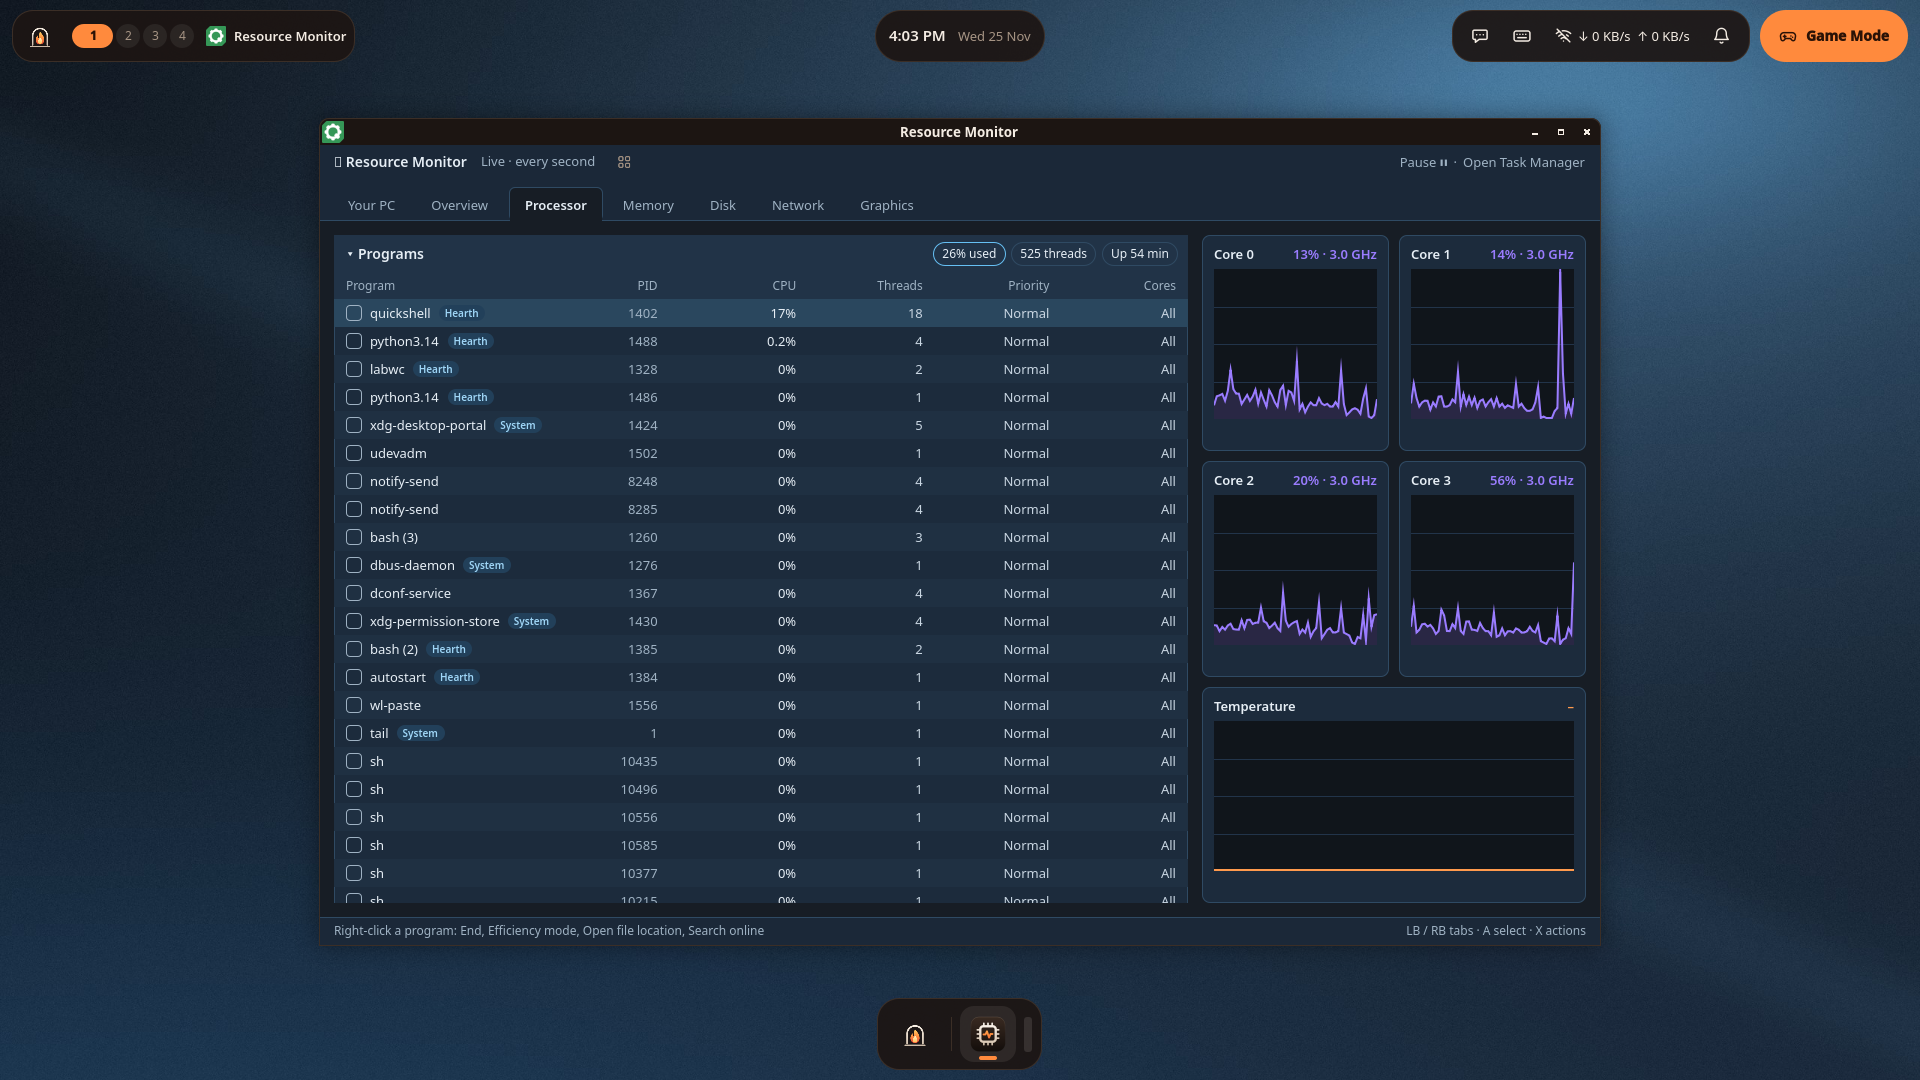 1 2 3 4 Resource Monitor
4:03 PM Wed 25 Nov
↓ 0 KB/s ↑ 0 KB/s
Game Mode
Resource Monitor
Resource Monitor Live · every second
Pause · Open Task Manager
Your PC Overview Processor Memory Disk Network Graphics
Programs 26% used 525 threads Up 54 min
Program PID CPU Threads Priority Cores
quickshell Hearth 1402 17% 18 Normal All
python3.14 Hearth 1488 0.2% 4 Normal All
labwc Hearth 1328 0% 2 Normal All
python3.14 Hearth 1486 0% 1 Normal All
xdg-desktop-portal System 1424 0% 5 Normal All
udevadm 1502 0% 1 Normal All
notify-send 8248 0% 4 Normal All
notify-send 8285 0% 4 Normal All
bash (3) 1260 0% 3 Normal All
dbus-daemon System 1276 0% 1 Normal All
dconf-service 1367 0% 4 Normal All
xdg-permission-store System 1430 0% 4 Normal All
bash (2) Hearth 1385 0% 2 Normal All
autostart Hearth 1384 0% 1 Normal All
wl-paste 1556 0% 1 Normal All
tail System 1 0% 1 Normal All
sh 10435 0% 1 Normal All
sh 10496 0% 1 Normal All
sh 10556 0% 1 Normal All
sh 10585 0% 1 Normal All
sh 10377 0% 1 Normal All
sh 10215 0% 1 Normal All
Core 0 13% · 3.0 GHz
Core 1 14% · 3.0 GHz
Core 2 20% · 3.0 GHz
Core 3 56% · 3.0 GHz
Temperature –
Right-click a program: End, Efficiency mode, Open file location, Search online
LB / RB tabs · A select · X actions